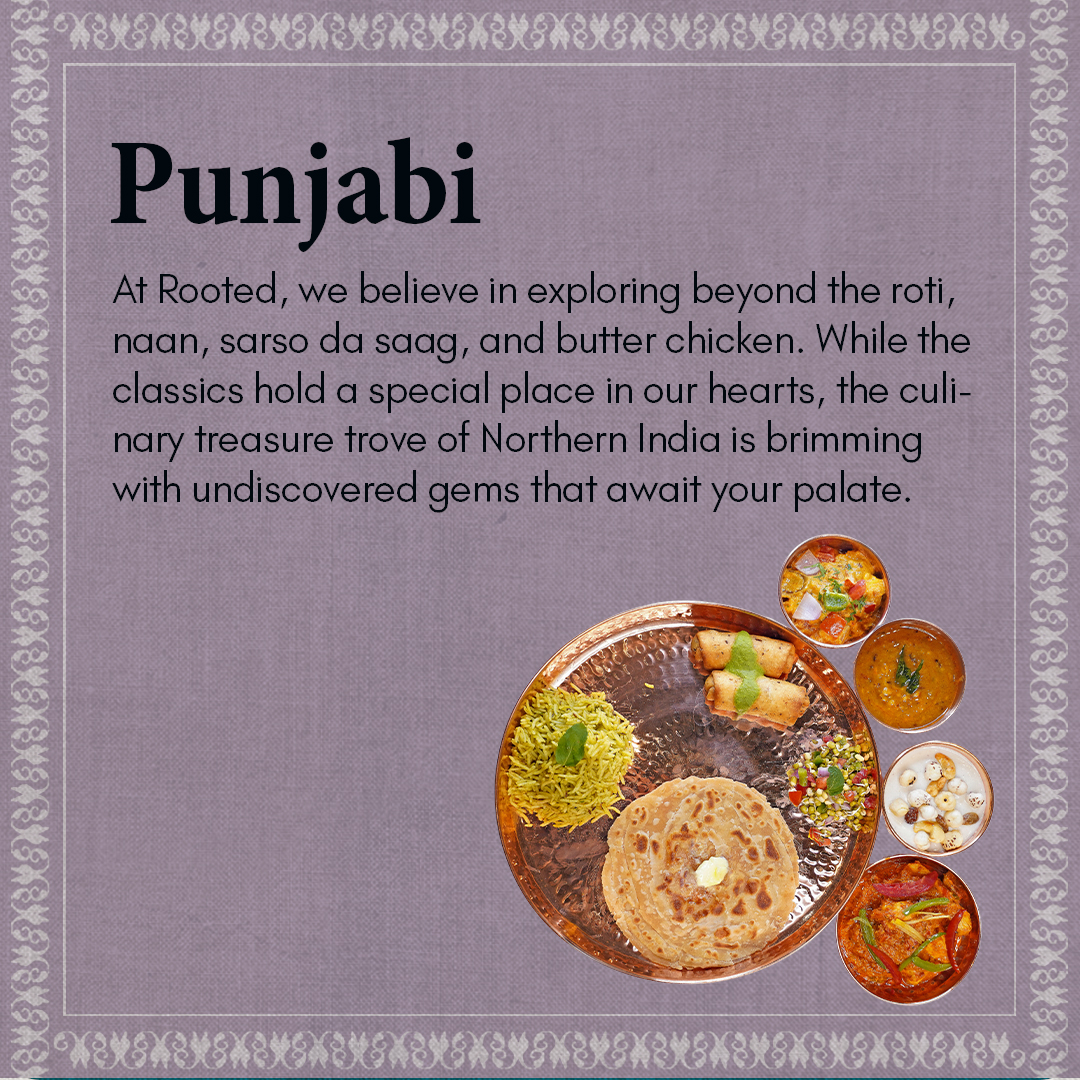 Punjabi
At Rooted, we believe in exploring beyond the roti,
naan, sarso da saag, and butter chicken. While the
classics hold a special place in our hearts, the culi-
nary treasure trove of Northern India is brimming
with undiscovered gems that await your palate.